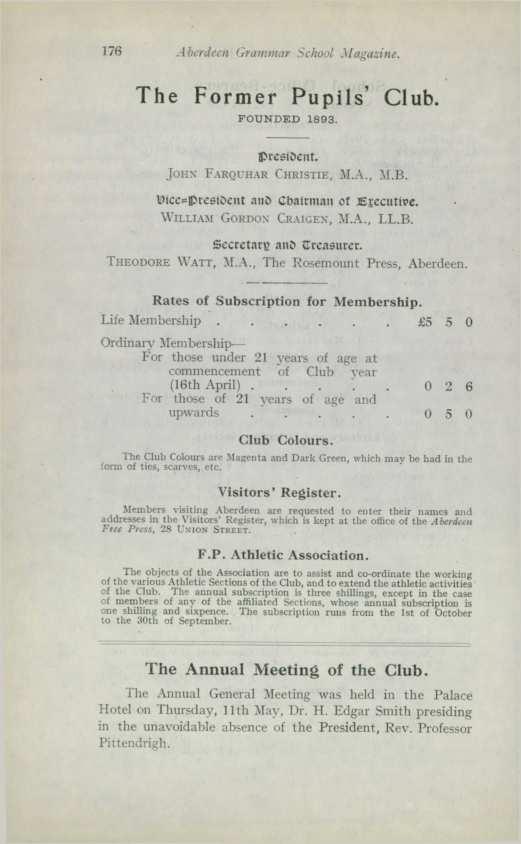 176 Aberdeen Grammar School Magazine.
The Former Pupils' Club.
FOUNDED 1893.
President.
JOHN FARQUHAR CHRISTIE, M.A., M.B.
Vice=President and Chairman of Executive.
WILLIAM GORDON CRAIGEN, M.A., LL.B.
Secretary and Treasurer.
THEODORE WATT, M.A., The Rosemount Press, Aberdeen.
Rates of Subscription for Membership.
Life Membership . . . . . . £5 5 0
Ordinary Membership—
For those under 21 years of age at
commencement of Club year
(16th April) . . . . . 0 2 6
For those of 21 years of age and
upwards . . . . . 0 5 0
Club Colours.
The Club Colours are Magenta and Dark Green, which may be had in the
form of ties, scarves, etc.
Visitors' Register.
Members visiting Aberdeen are requested to enter their names and
addresses in the Visitors' Register, which is kept at the office of the Aberdeen
Free Press, 28 UNION STREET.
F.P. Athletic Association.
The objects of the Association are to assist and co-ordinate the working
of the various Athletic Sections of the Club, and to extend the athletic activities
of the Club. The annual subscription is three shillings, except in the case
of members of any of the affiliated Sections, whose annual subscription is
one shilling and sixpence. The subscription runs from the 1st of October
to the 30th of September.
The Annual Meeting of the Club.
The Annual General Meeting was held in the Palace
Hotel on Thursday, 11th May, Dr. H. Edgar Smith presiding
in the unavoidable absence of the President, Rev. Professor
Pittendrigh.